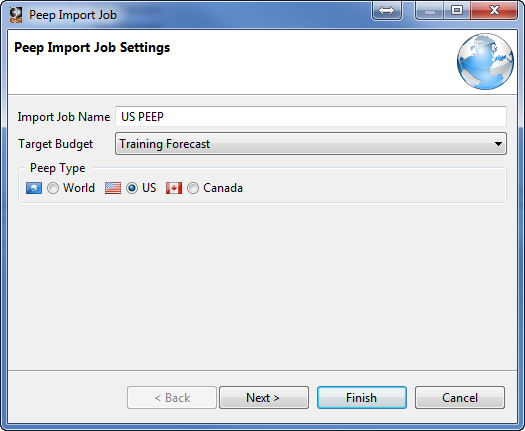 Peep Import Job
Peep Import Job Settings
Import Job Name US PEEP
Target Budget Training Forecast
Peep Type
World US Canada
< Back Next > Finish Cancel